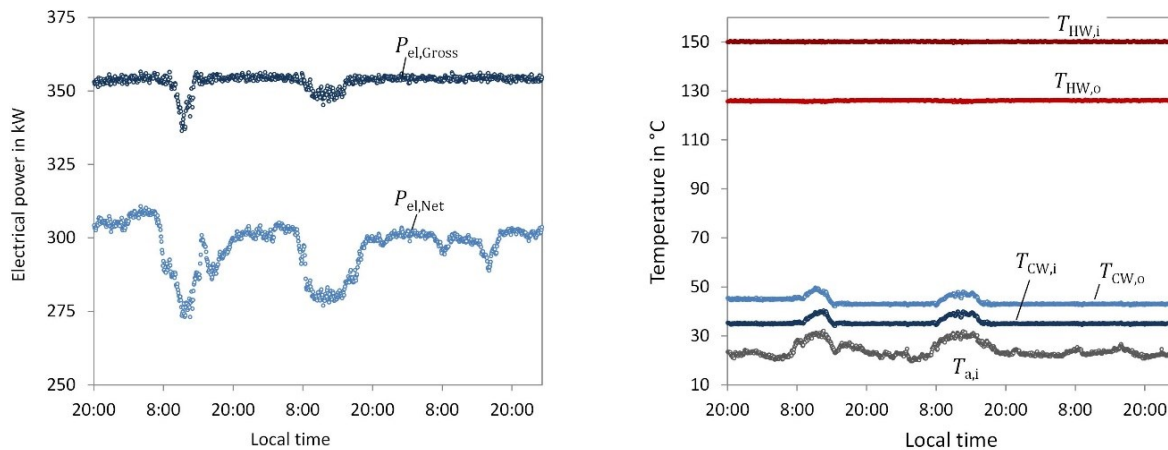 375
350
325
300
275
250
Electrical power in kW
P el,Gross
P el,Net
20:00 8:00 20:00 8:00 20:00 8:00 20:00
Local time
150
130
110
90
70
50
30
10
Temperature in °C
T HW,i
T HW,o
T CW,i
T CW,o
T a,i
20:00 8:00 20:00 8:00 20:00 8:00 20:00
Local time